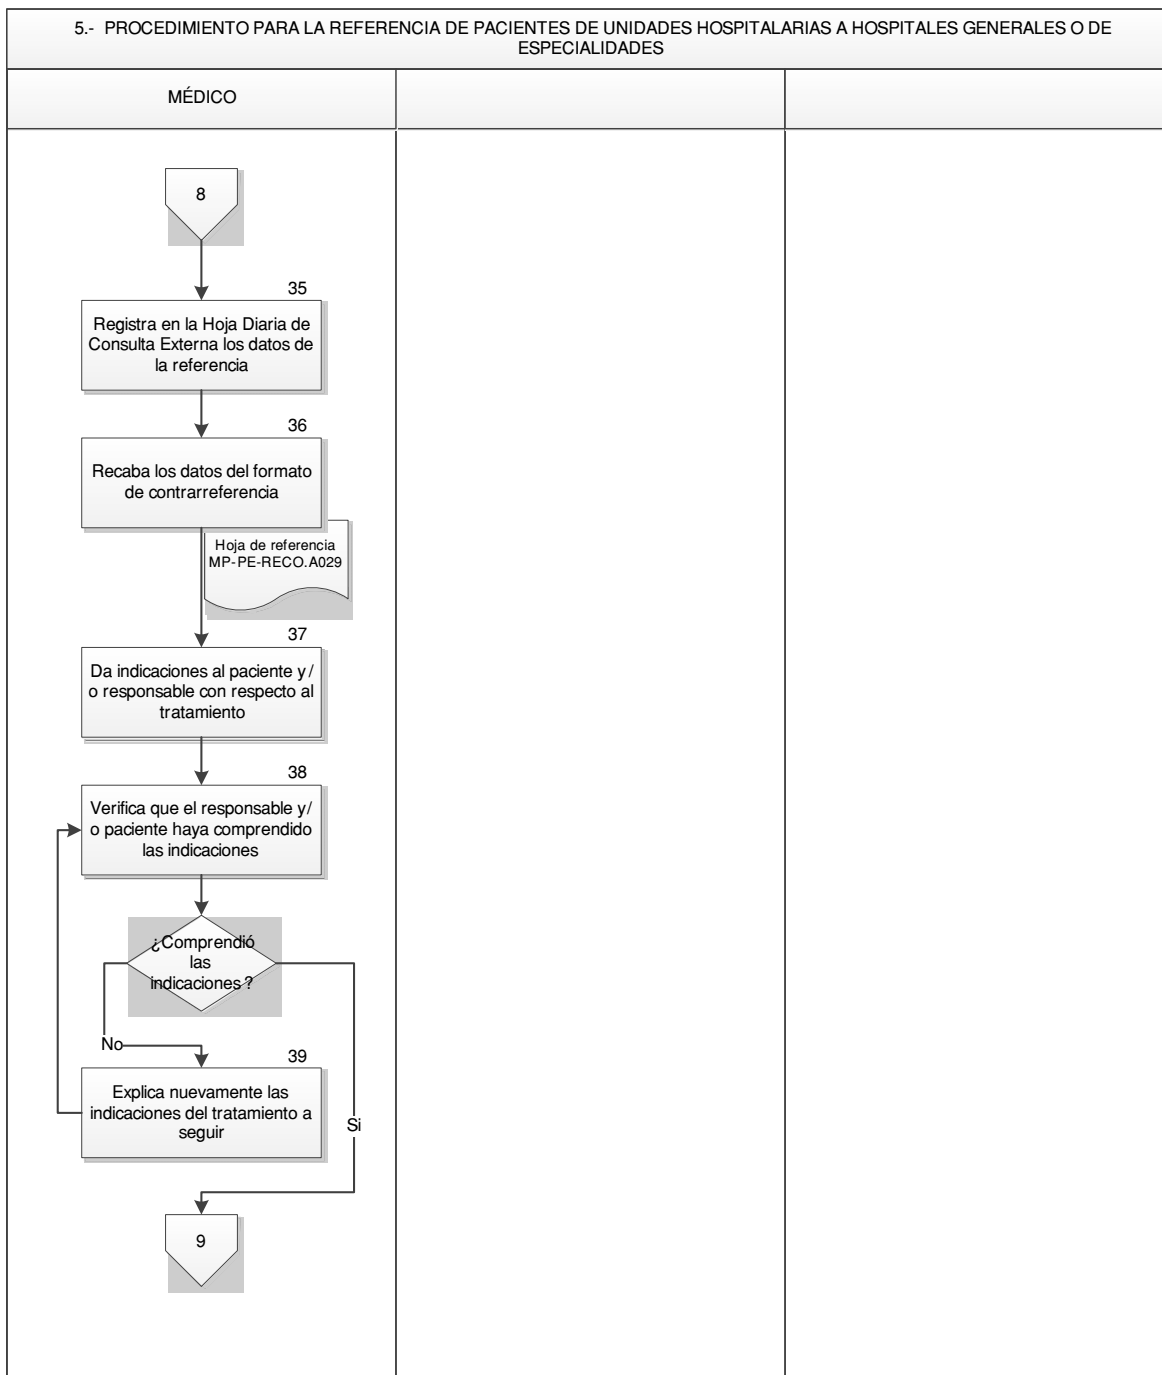 5.- PROCEDIMIENTO PARA LA REFERENCIA DE PACIENTES DE UNIDADES HOSPITALARIAS A HOSPITALES GENERALES O DE
ESPECIALIDADES
MÉDICO
8
35
Registra en la Hoja Diaria de
Consulta Externa los datos de
la referencia
36
Recaba los datos del formato
de contrarreferencia
Hoja de referencia
MP-PE-RECO.A029
37
Da indicaciones al paciente y/
o responsable con respecto al
tratamiento
38
Verifica que el responsable y/
o paciente haya comprendido
las indicaciones
¿Comprendió
las
indicaciones?
No
39
Explica nuevamente las
indicaciones del tratamiento a
seguir
Si
9